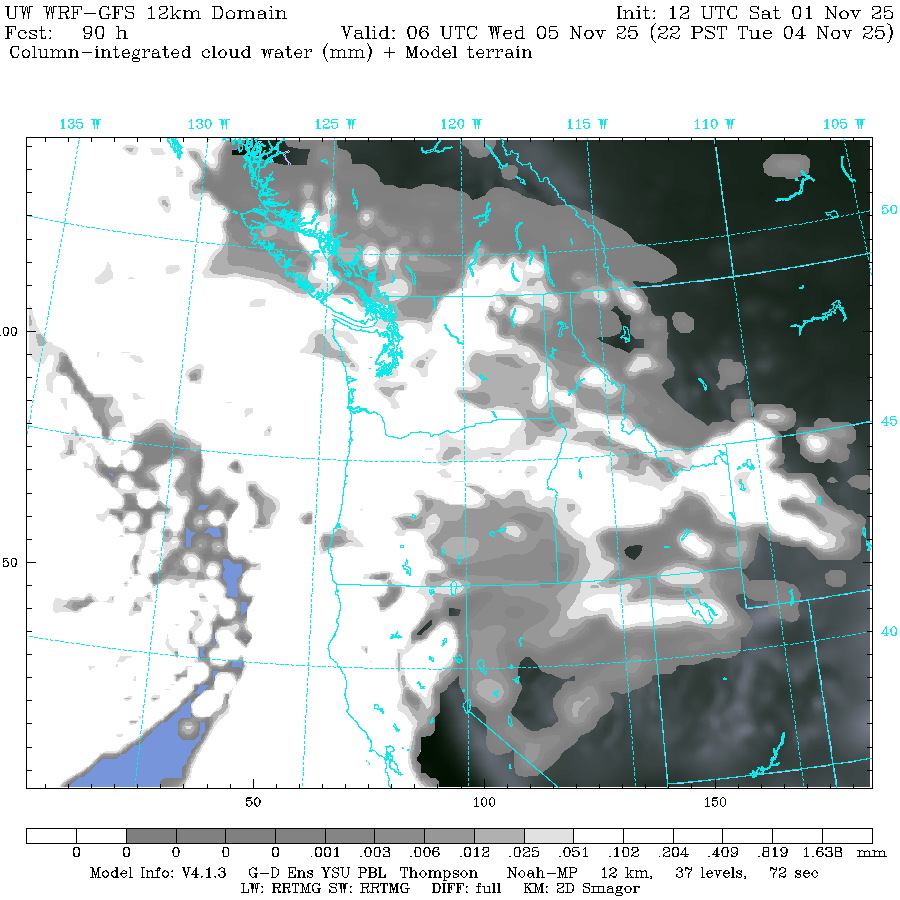 UW WRF-GFS 12km Domain Init: 12 UTC Sat 01 Nov 25
Fcst: 90 h Valid: 06 UTC Wed 05 Nov 25 (22 PST Tue 04 Nov 25)
Column-integrated cloud water (mm) + Model terrain
135 W 130 W 125 W 120 W 115 W 110 W 105 W
50
100
45
50
40
50 100 150
0 0 0 0 .001 .003 .006 .012 .025 .051 .102 .204 .409 .819 1.638 mm
Model Info: V4.1.3 G-D Ens YSU PBL Thompson Noah-MP 12 km, 37 levels, 72 sec
LW: RRTMG SW: RRTMG DIFF: full KM: 2D Smagor